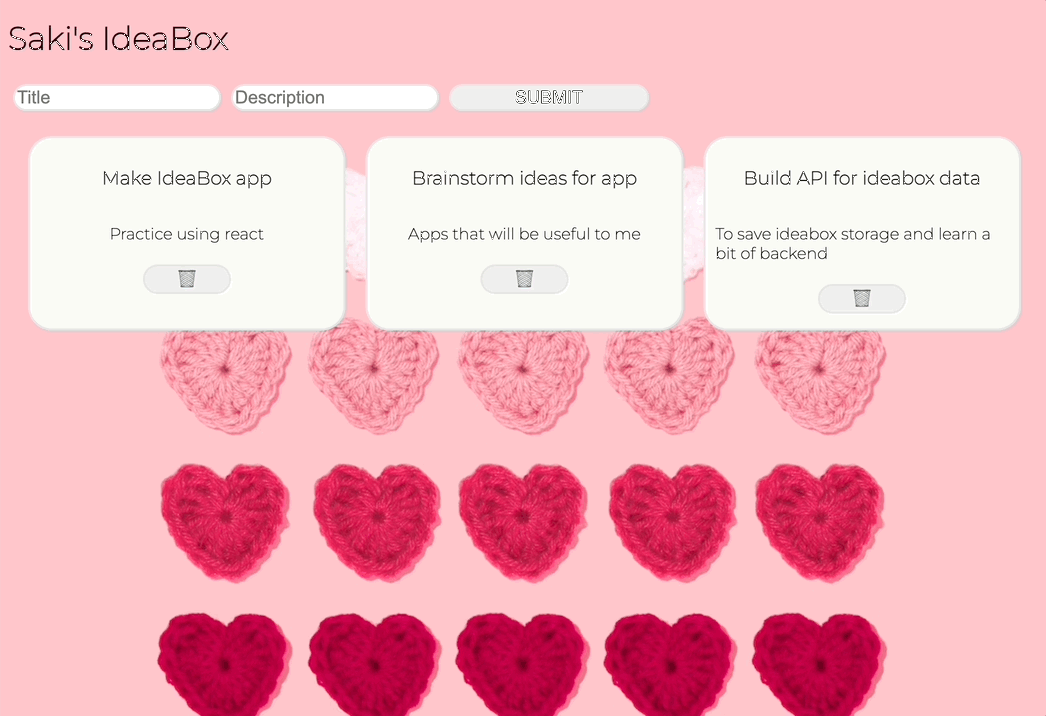 Saki's IdeaBox
Title
Description
SUBMIT
Make IdeaBox app
Practice using react
Brainstorm ideas for app
Apps that will be useful to me
Build API for ideabox data
To save ideabox storage and learn a
bit of backend